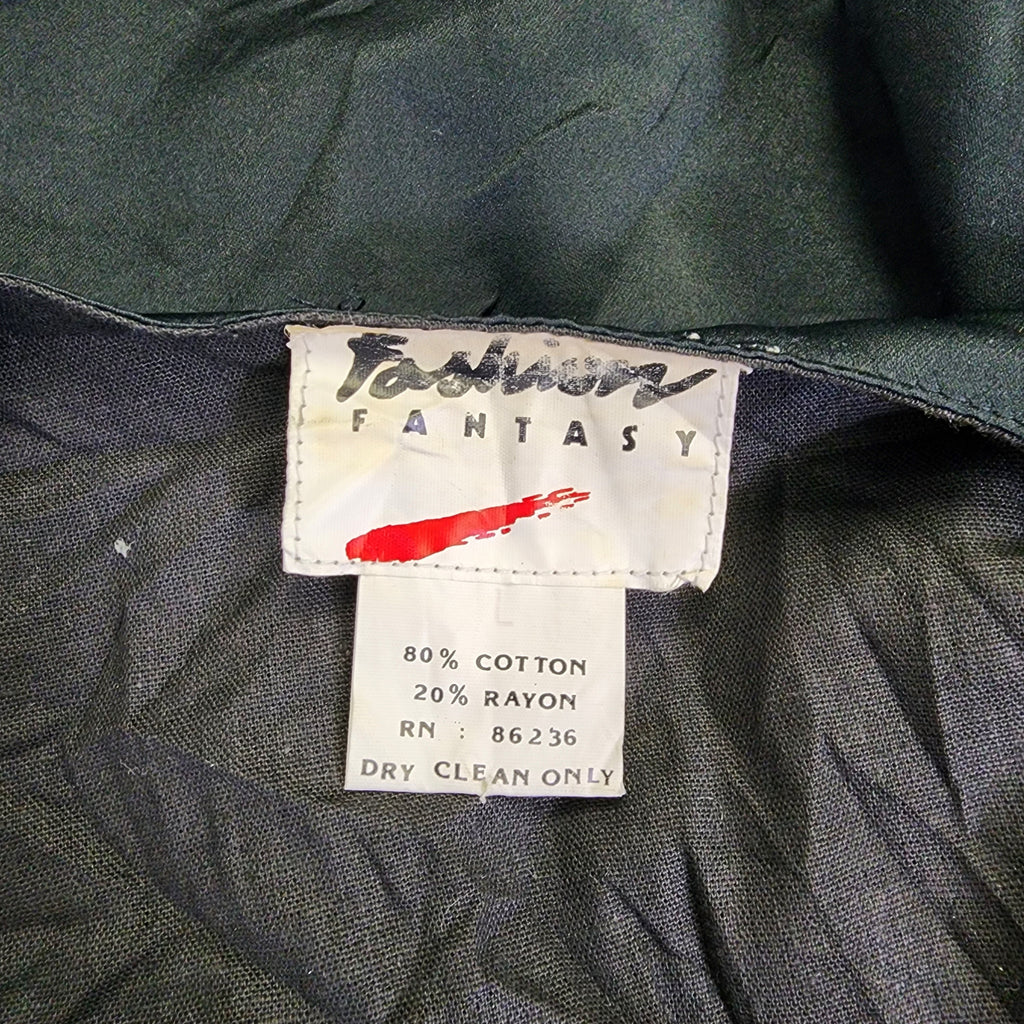 Fashion
FANTASY
L
80% COTTON
20% RAYON
RN : 86236
DRY CLEAN ONLY